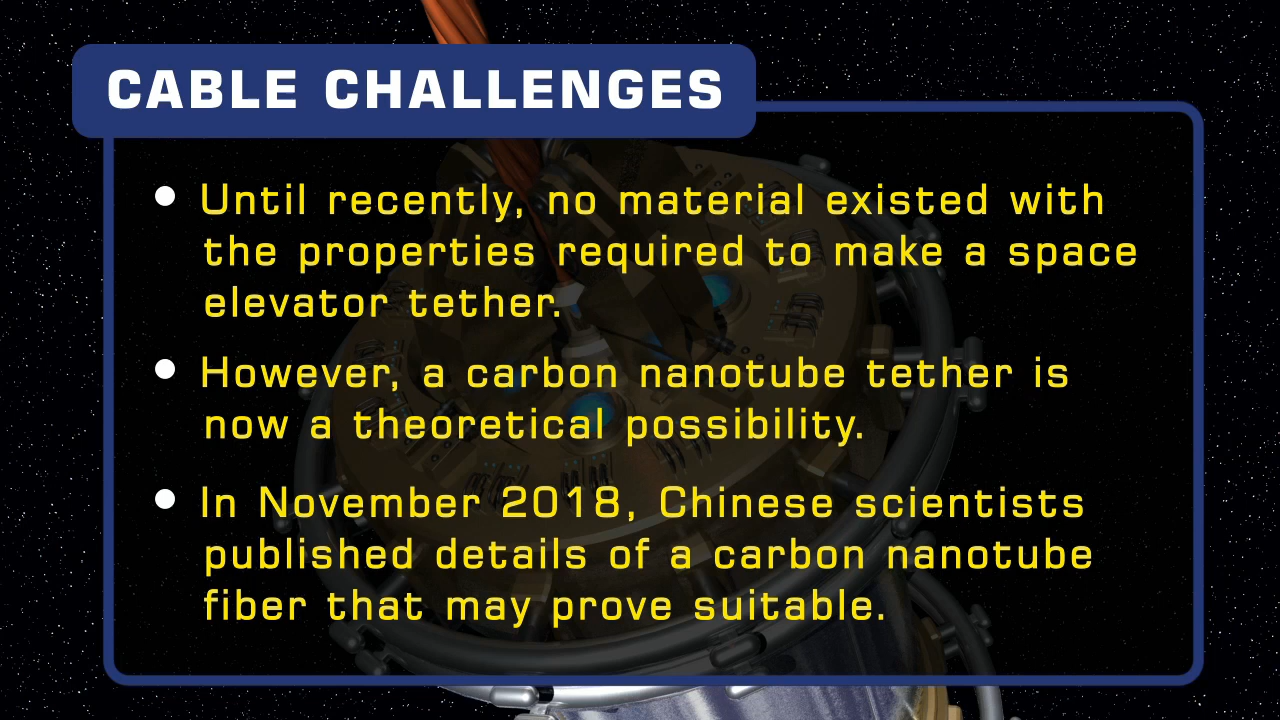 CABLE CHALLENGES
• Until recently, no material existed with
the properties required to make a space
elevator tether.
• However, a carbon nanotube tether is
now a theoretical possibility.
• In November 2018, Chinese scientists
published details of a carbon nanotube
fiber that may prove suitable.